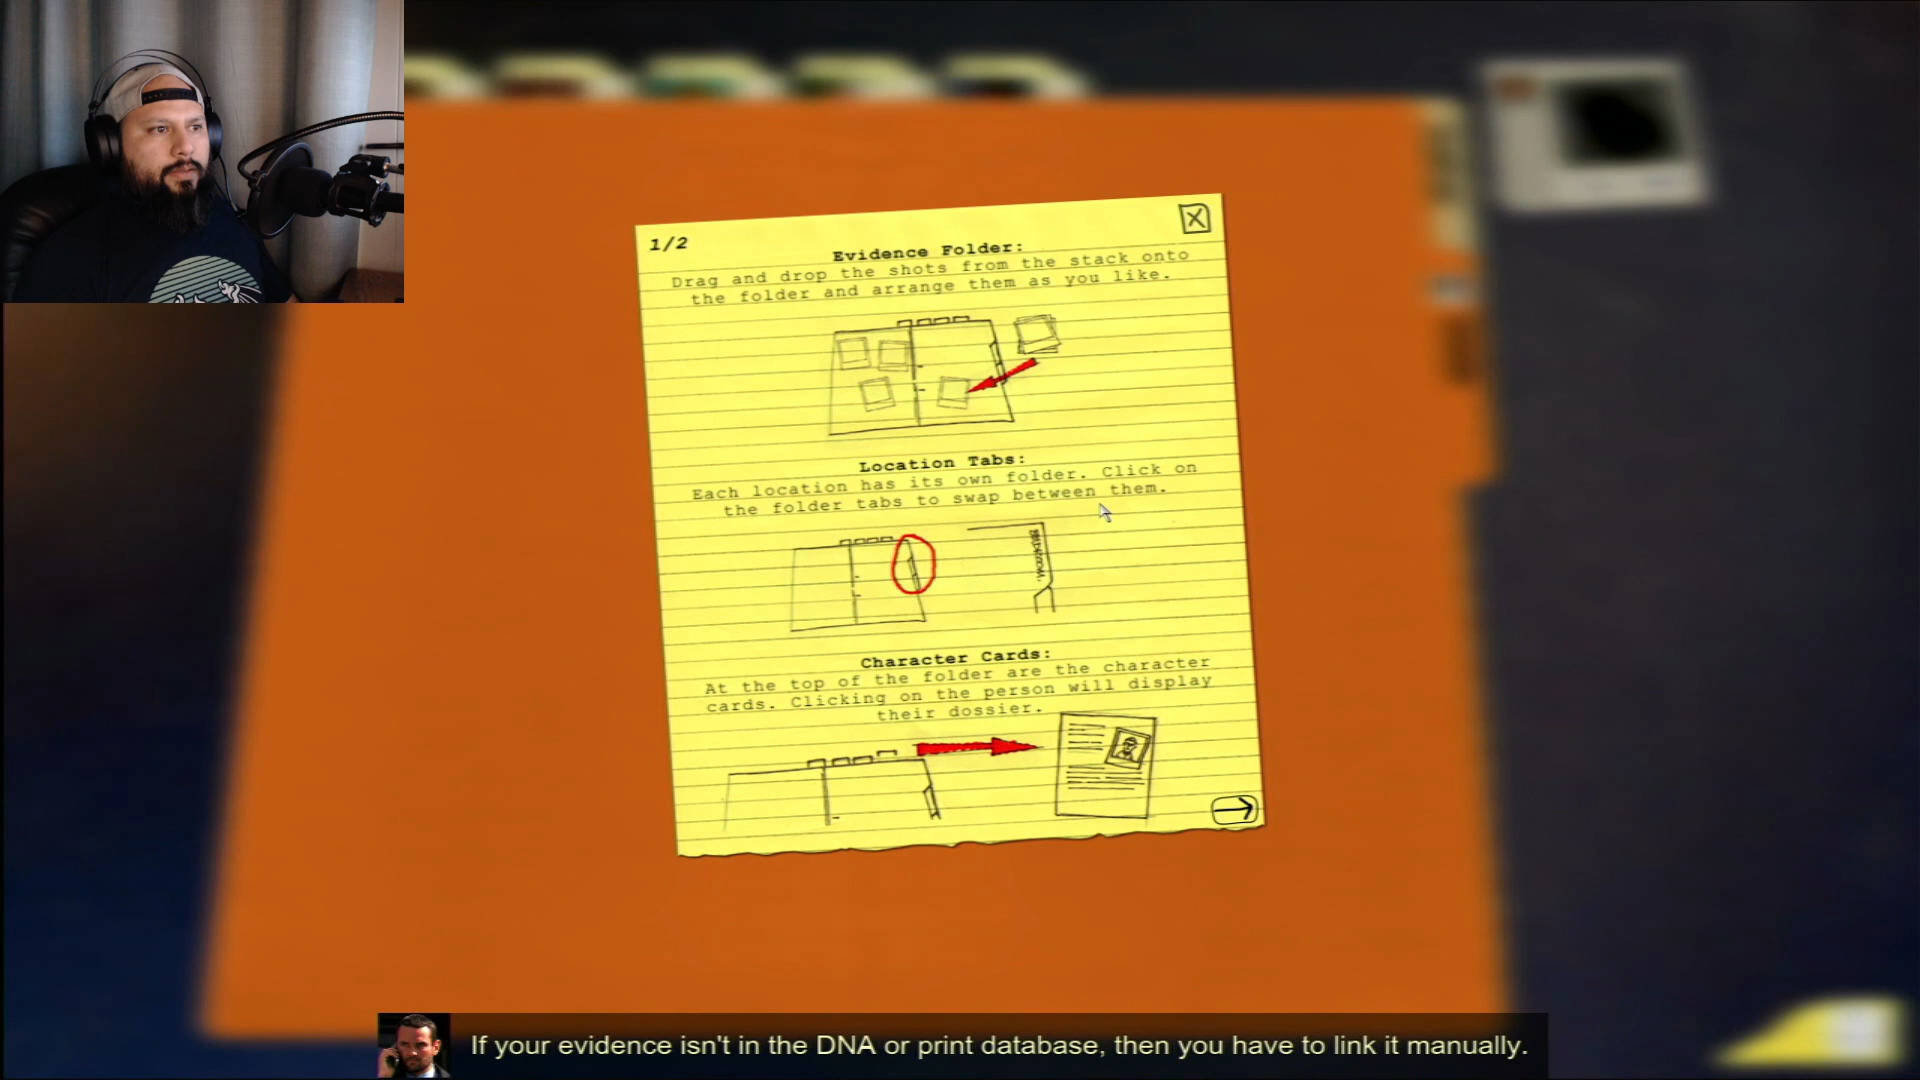 1/2
Evidence Folder:
Drag and drop the shots from the stack onto
the folder and arrange them as you like.
Location Tabs:
Each location has its own folder. Click on
the folder tabs to swap between them.
Character Cards:
At the top of the folder are the character
cards. Clicking on the person will display
their dossier.
If your evidence isn't in the DNA or print database, then you have to link it manually.